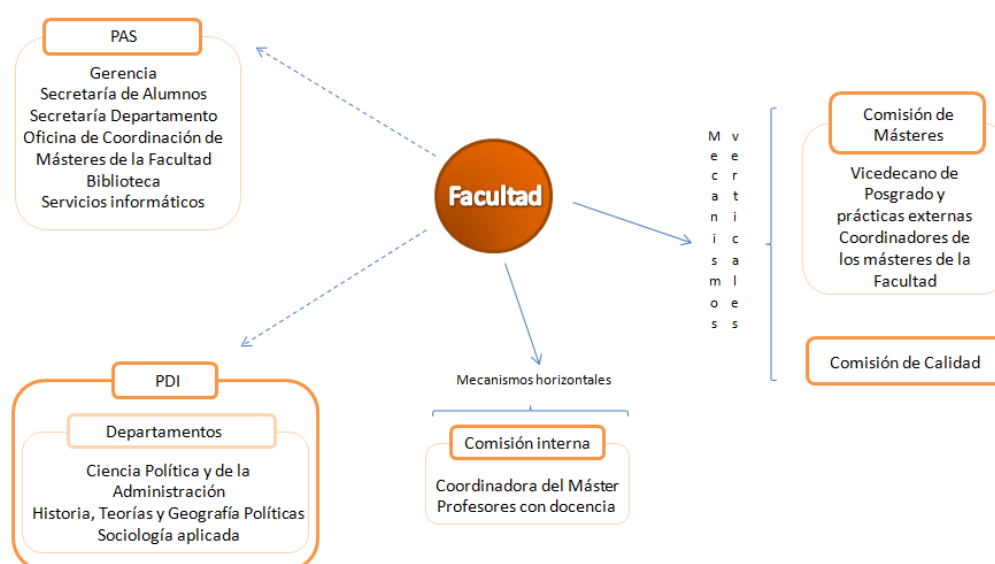 PAS
Gerencia
Secretaría de Alumnos
Secretaría Departamento
Oficina de Coordinación de
Másteres de la Facultad
Biblioteca
Servicios informáticos
Facultad
Mecanismos
verticales
Comisión de
Másteres
Vicedecano de
Posgrado y
prácticas externas
Coordinadores de
los másteres de la
Facultad
Comisión de Calidad
PDI
Departamentos
Ciencia Política y de la
Administración
Historia, Teorías y Geografía Políticas
Sociología aplicada
Mecanismos horizontales
Comisión interna
Coordinadora del Máster
Profesores con docencia